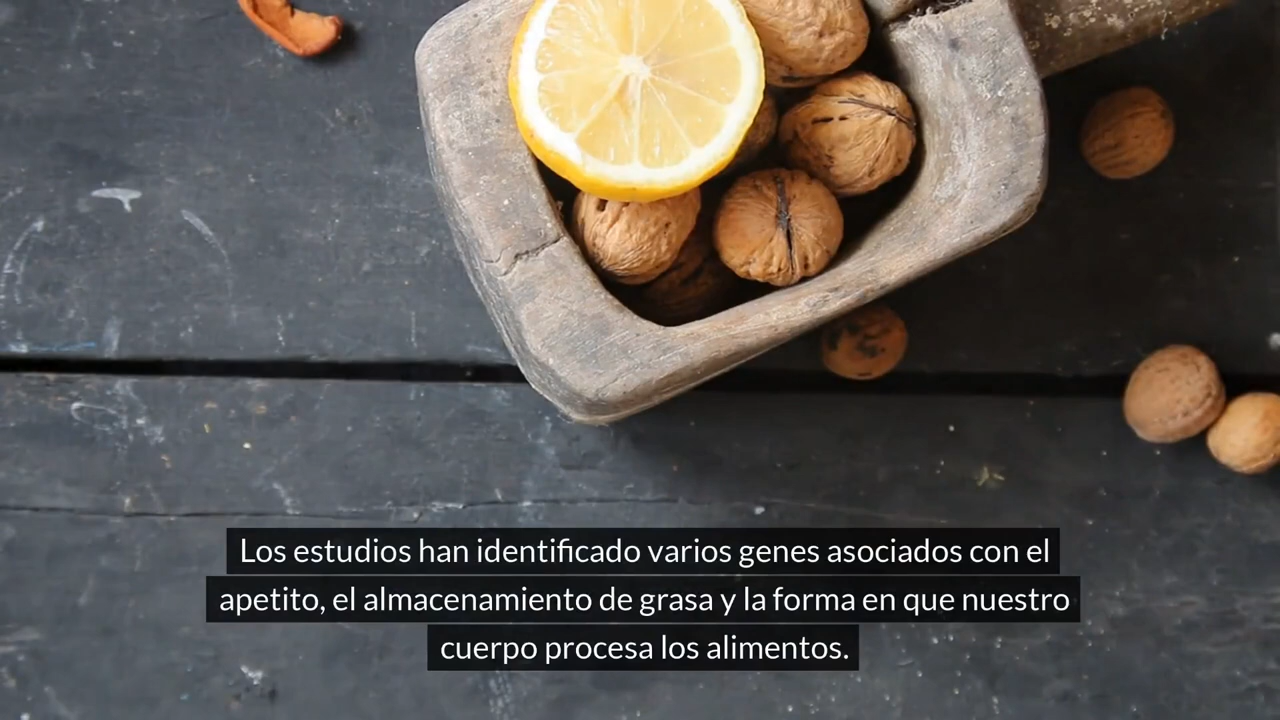 Los estudios han identificado varios genes asociados con el
apetito, el almacenamiento de grasa y la forma en que nuestro
cuerpo procesa los alimentos.